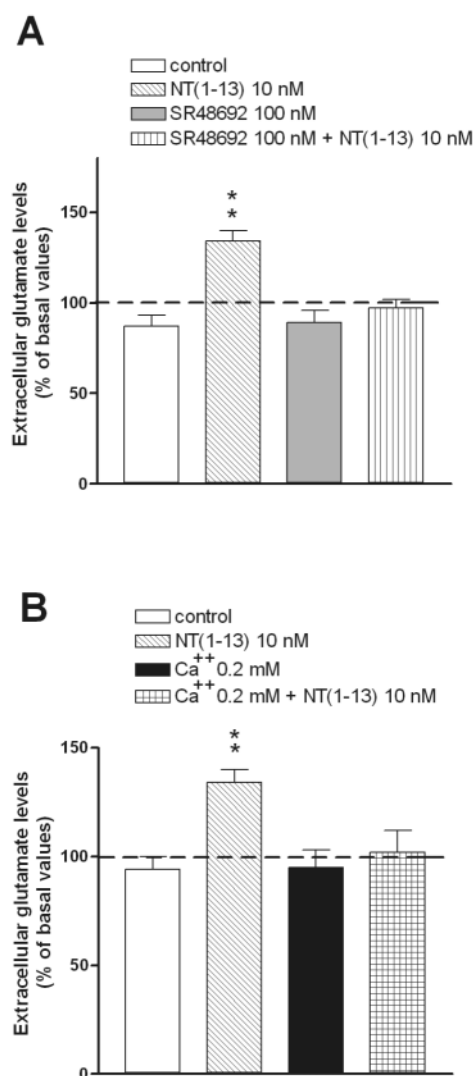 A
control
NT(1-13) 10 nM
SR48692 100 nM
SR48692 100 nM + NT(1-13) 10 nM
Extracellular glutamate levels
(% of basal values)
150
100
50
0
*
*
B
control
NT(1-13) 10 nM
Ca++ 0.2 mM
Ca++ 0.2 mM + NT(1-13) 10 nM
Extracellular glutamate levels
(% of basal values)
150
100
50
0
*
*